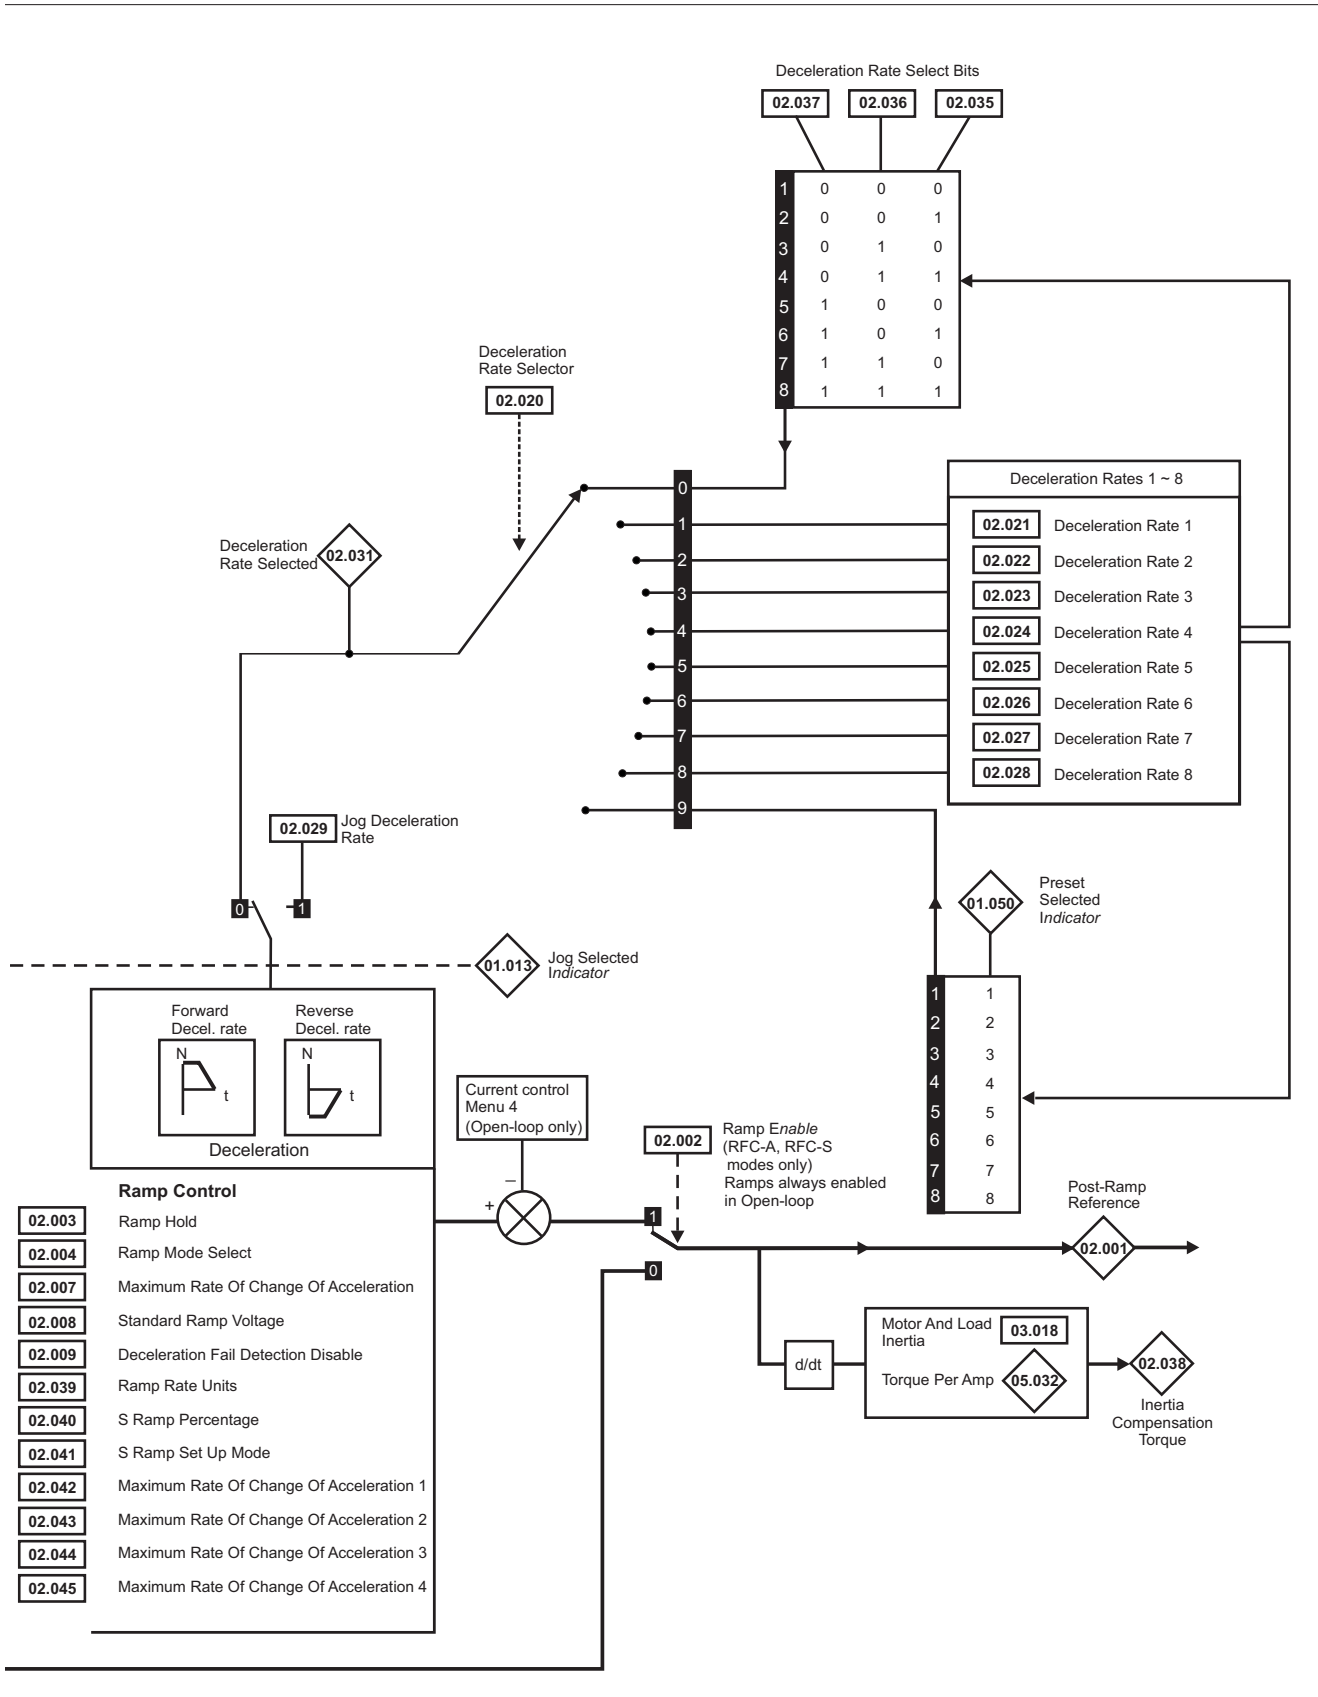 Deceleration Rate Select Bits
02.037 02.036 02.035
1 0 0 0
2 0 0 1
3 0 1 0
4 0 1 1
5 1 0 0
6 1 0 1
7 1 1 0
8 1 1 1
Deceleration
Rate Selector
02.020
Deceleration
Rate Selected
02.031
0
1
2
3
4
5
6
7
8
9
Deceleration Rates 1 ~ 8
02.021 Deceleration Rate 1
02.022 Deceleration Rate 2
02.023 Deceleration Rate 3
02.024 Deceleration Rate 4
02.025 Deceleration Rate 5
02.026 Deceleration Rate 6
02.027 Deceleration Rate 7
02.028 Deceleration Rate 8
02.029
Jog Deceleration
Rate
0 1
01.013
Jog Selected
Indicator
01.050
Preset
Selected
Indicator
1 1
2 2
3 3
4 4
5 5
6 6
7 7
8 8
Forward
Decel. rate
N
t
Reverse
Decel. rate
N
t
Deceleration
Current control
Menu 4
(Open-loop only)
–
+
02.002
Ramp Enable
(RFC-A, RFC-S
modes only)
Ramps always enabled
in Open-loop
1
0
Post-Ramp
Reference
02.001
Ramp Control
02.003 Ramp Hold
02.004 Ramp Mode Select
02.007 Maximum Rate Of Change Of Acceleration
02.008 Standard Ramp Voltage
02.009 Deceleration Fail Detection Disable
02.039 Ramp Rate Units
02.040 S Ramp Percentage
02.041 S Ramp Set Up Mode
02.042 Maximum Rate Of Change Of Acceleration 1
02.043 Maximum Rate Of Change Of Acceleration 2
02.044 Maximum Rate Of Change Of Acceleration 3
02.045 Maximum Rate Of Change Of Acceleration 4
d/dt
Motor And Load
Inertia
03.018
Torque Per Amp 05.032
02.038
Inertia
Compensation
Torque